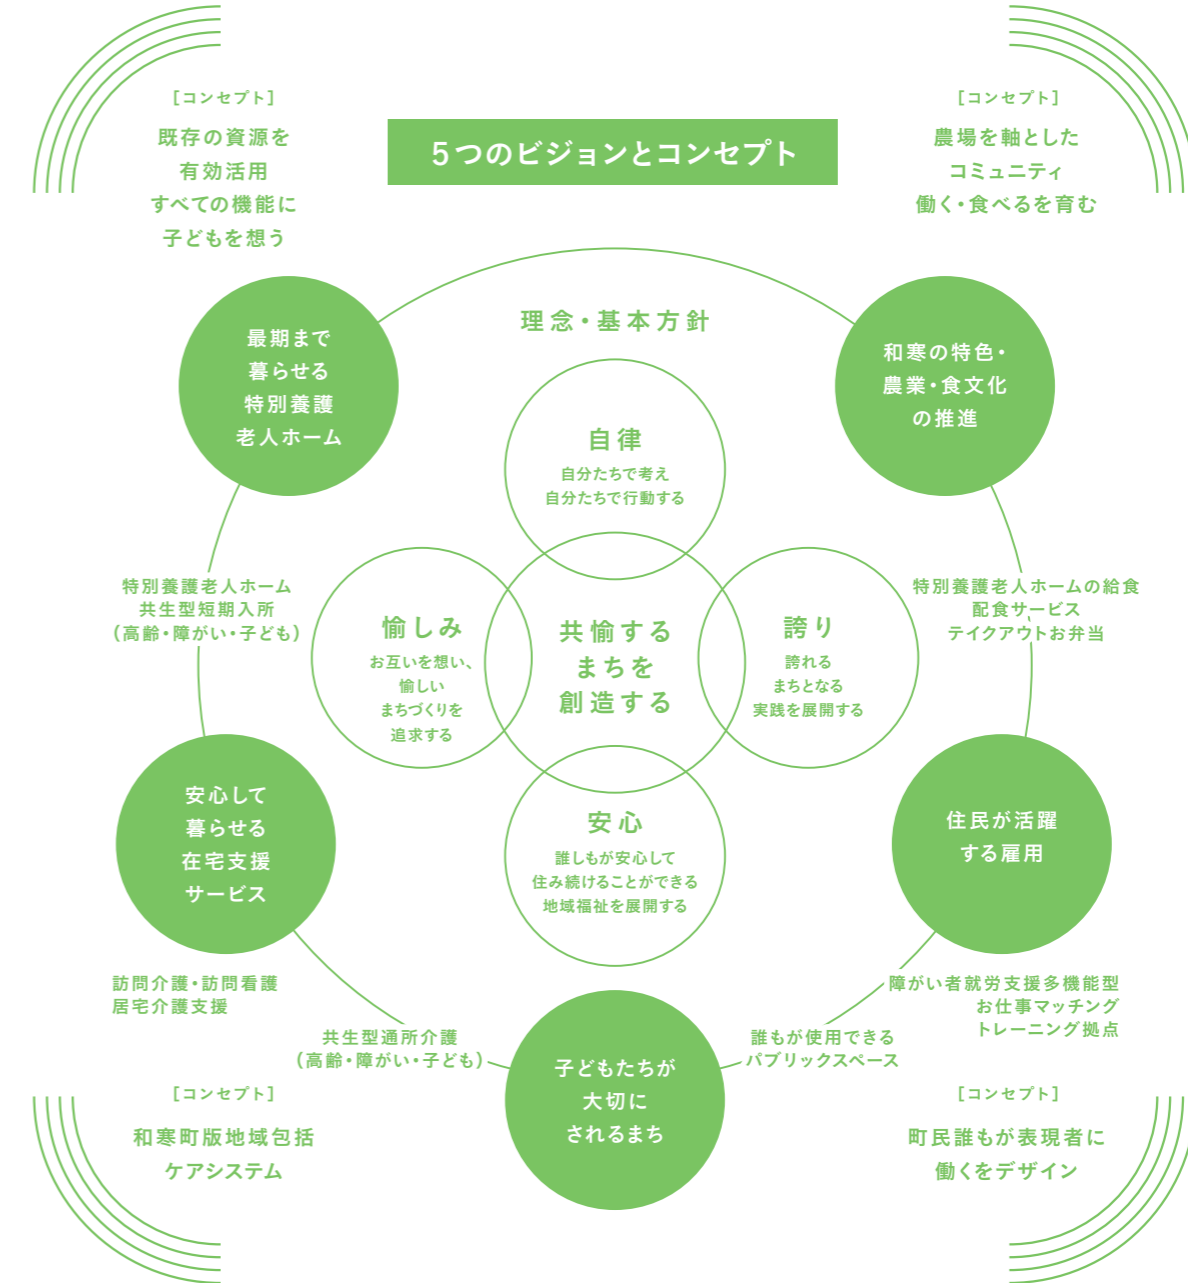 [コンセプト]
既存の資源を
有効活用
すべての機能に
子どもを想う
5つのビジョンとコンセプト
[コンセプト]
農場を軸とした
コミュニティ
働く・食べるを育む
最期まで
暮らせる
特別養護
老人ホーム
理念・基本方針
和寒の特色・
農業・食文化
の推進
自律
自分たちで考え
自分たちで行動する
特別養護老人ホーム
共生型短期入所
(高齢・障がい・子ども)
愉しみ
お互いを想い、
愉しい
まちづくりを
追求する
共愉する
まちを
創造する
誇り
誇れる
まちとなる
実践を展開する
特別養護老人ホームの給食
配食サービス
テイクアウトお弁当
安心して
暮らせる
在宅支援
サービス
安心
誰しもが安心して
住み続けることができる
地域福祉を展開する
住民が活躍
する雇用
訪問介護・訪問看護
居宅介護支援
共生型通所介護
(高齢・障がい・子ども)
子どもたちが
大切に
されるまち
誰もが使用できる
パブリックスペース
障がい者就労支援多機能型
お仕事マッチング
トレーニング拠点
[コンセプト]
和寒町版地域包括
ケアシステム
[コンセプト]
町民誰もが表現者に
働くをデザイン